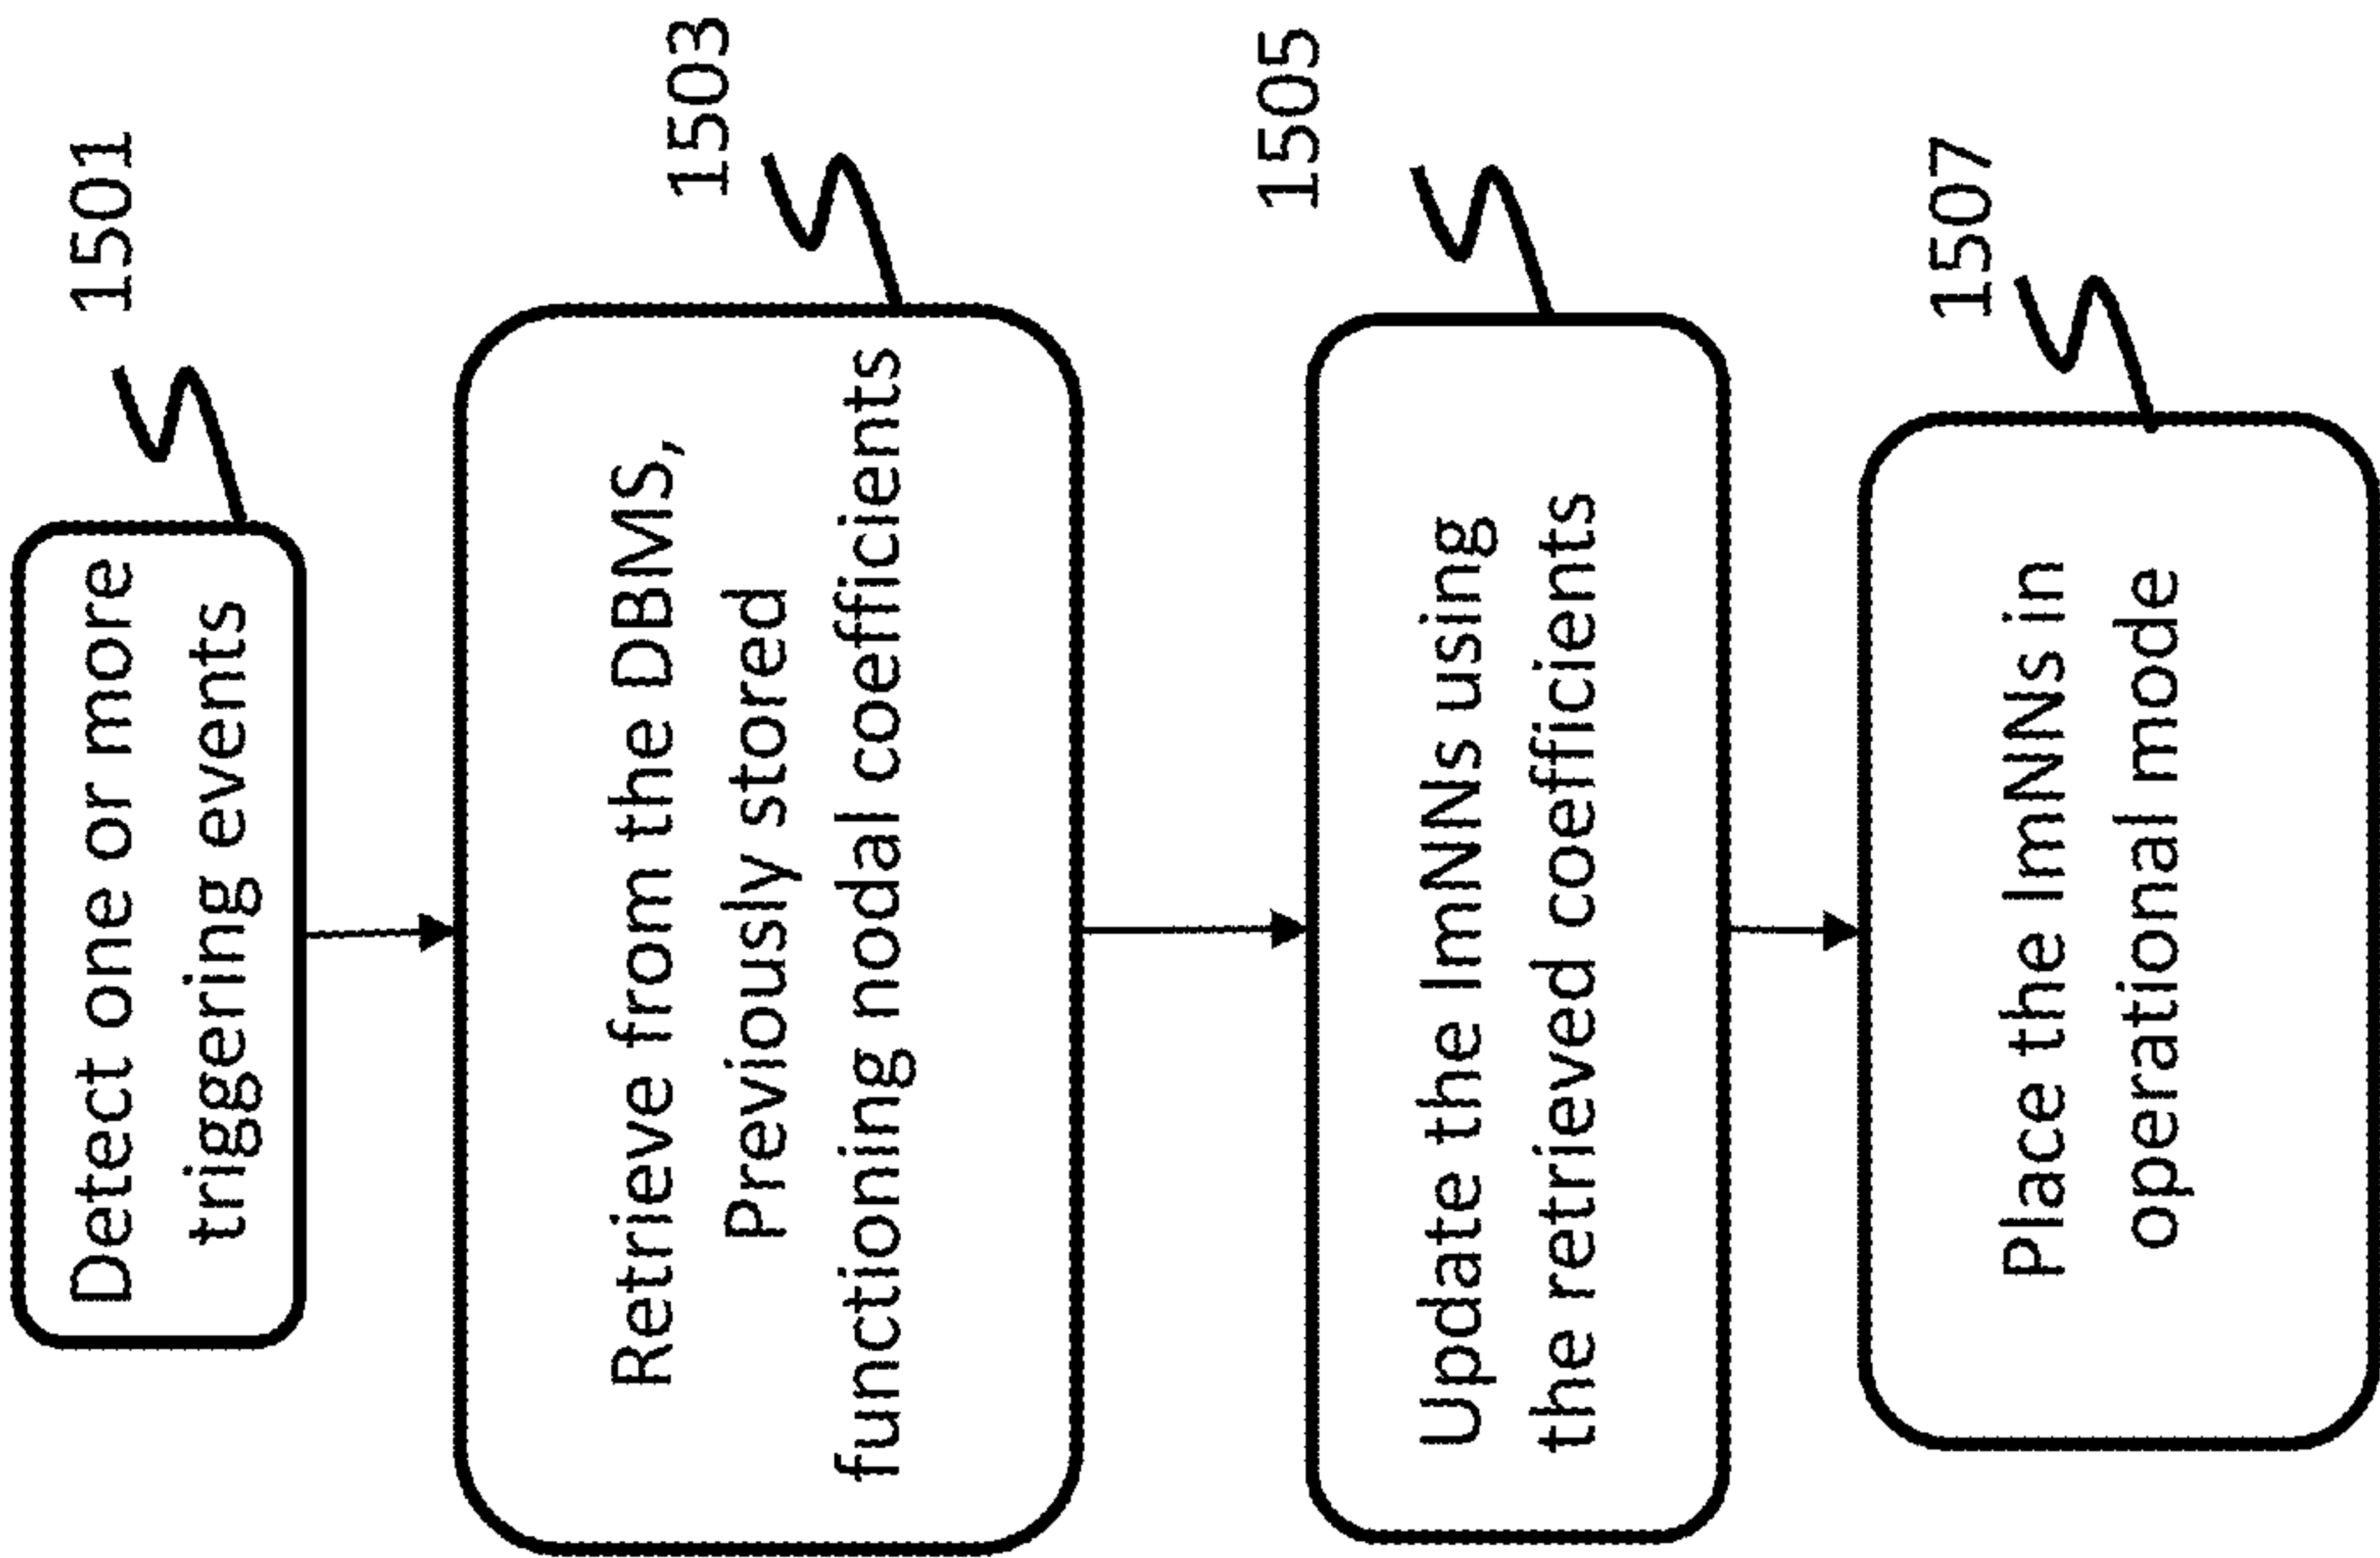 1501
Detect one or more
triggering events
1503
Retrieve from the DBMS,
Previously stored
functioning nodal coefficients
1505
Update the ImNNs using
the retrieved coefficients
1507
Place the ImNNs in
operational mode